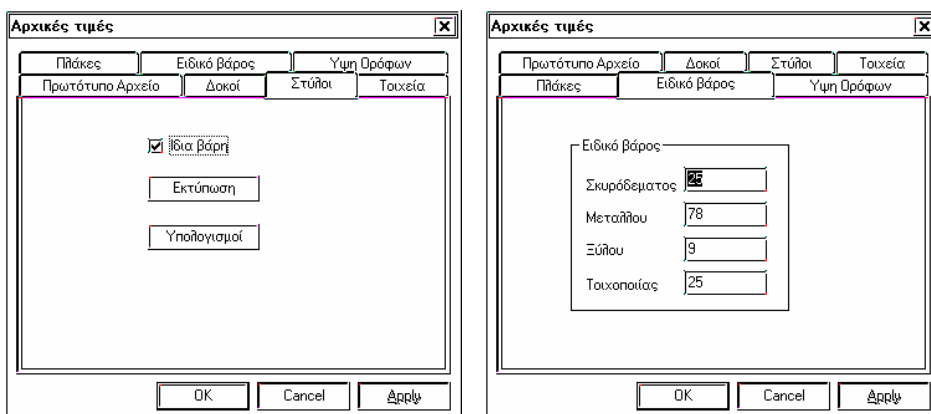 Αρχικές τιμές
Πλάκες Ειδικό βάρος Υψη Ορόφων
Πρωτότυπο Αρχείο Δοκοί Στύλοι Τοιχεία
Ιδια βάρη
Εκτύπωση
Υπολογισμοί
OK Cancel Apply
Αρχικές τιμές
Πρωτότυπο Αρχείο Δοκοί Στύλοι Τοιχεία
Πλάκες Ειδικό βάρος Υψη Ορόφων
Ειδικό βάρος
Σκυρόδεματος 25
Μεταλλου 78
Ξύλου 9
Τοιχοποιίας 25
OK Cancel Apply